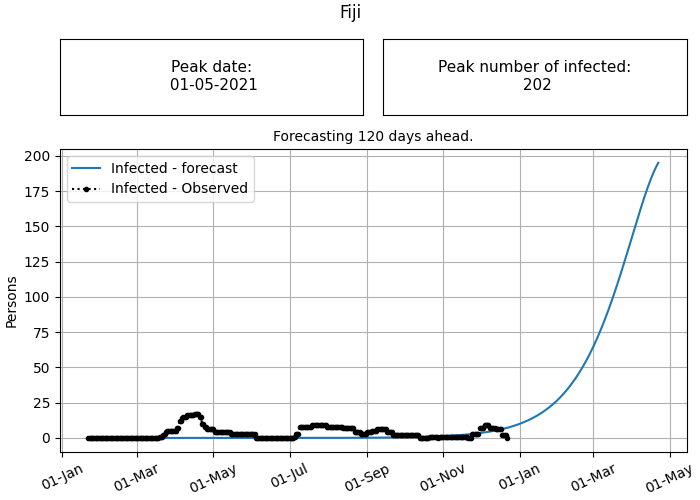 Fiji
Peak date:
01-05-2021
Peak number of infected:
202
Forecasting 120 days ahead.
Infected - forecast
Infected - Observed
Persons
200
175
150
125
100
75
50
25
0
01-Jan
01-Mar
01-May
01-Jul
01-Sep
01-Nov
01-Jan
01-Mar
01-May